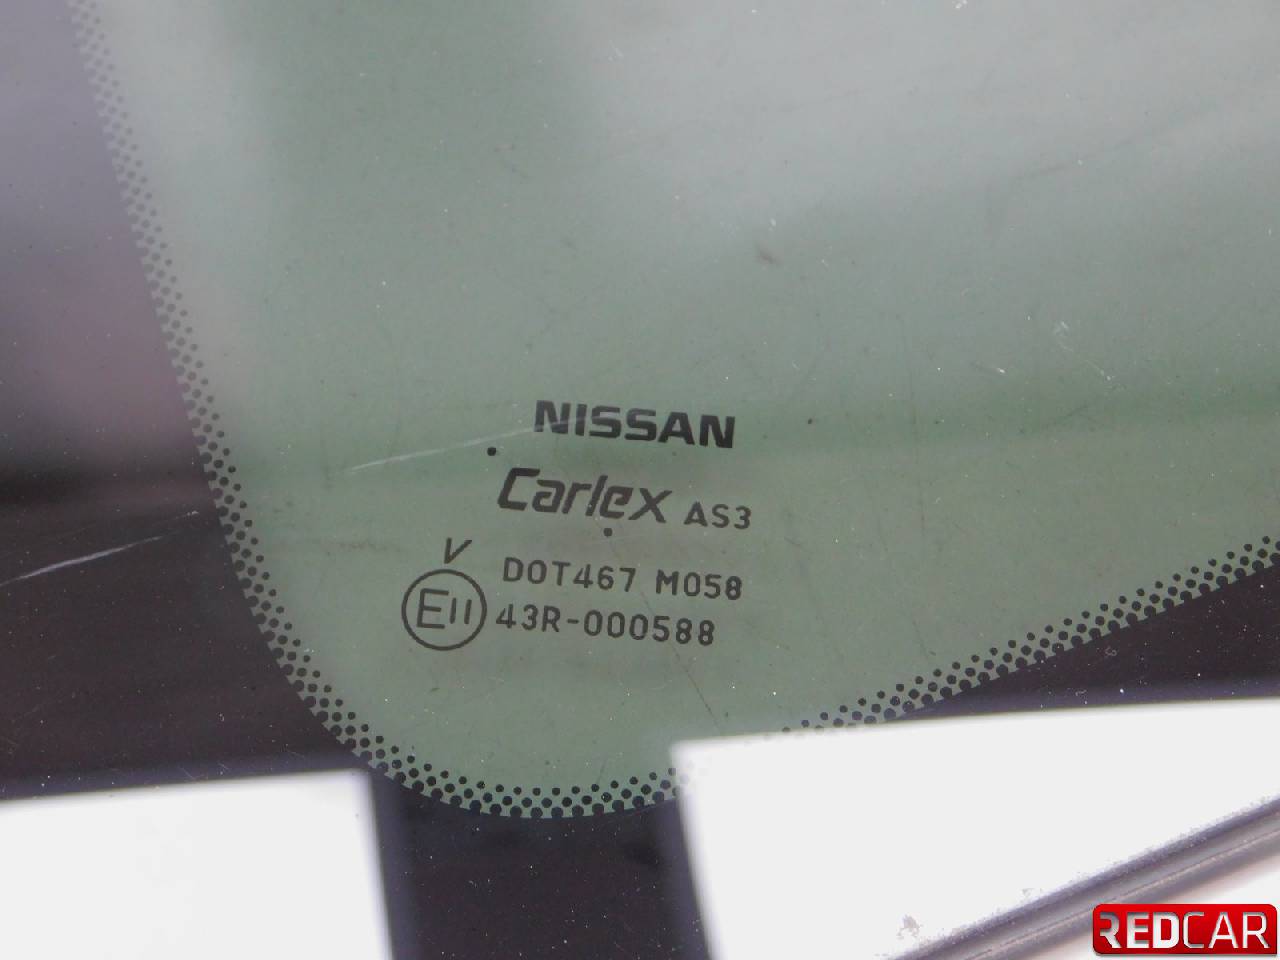 NISSAN
Carlex AS3
V
DOT467 M058
E11 43R-000588
REDCAR